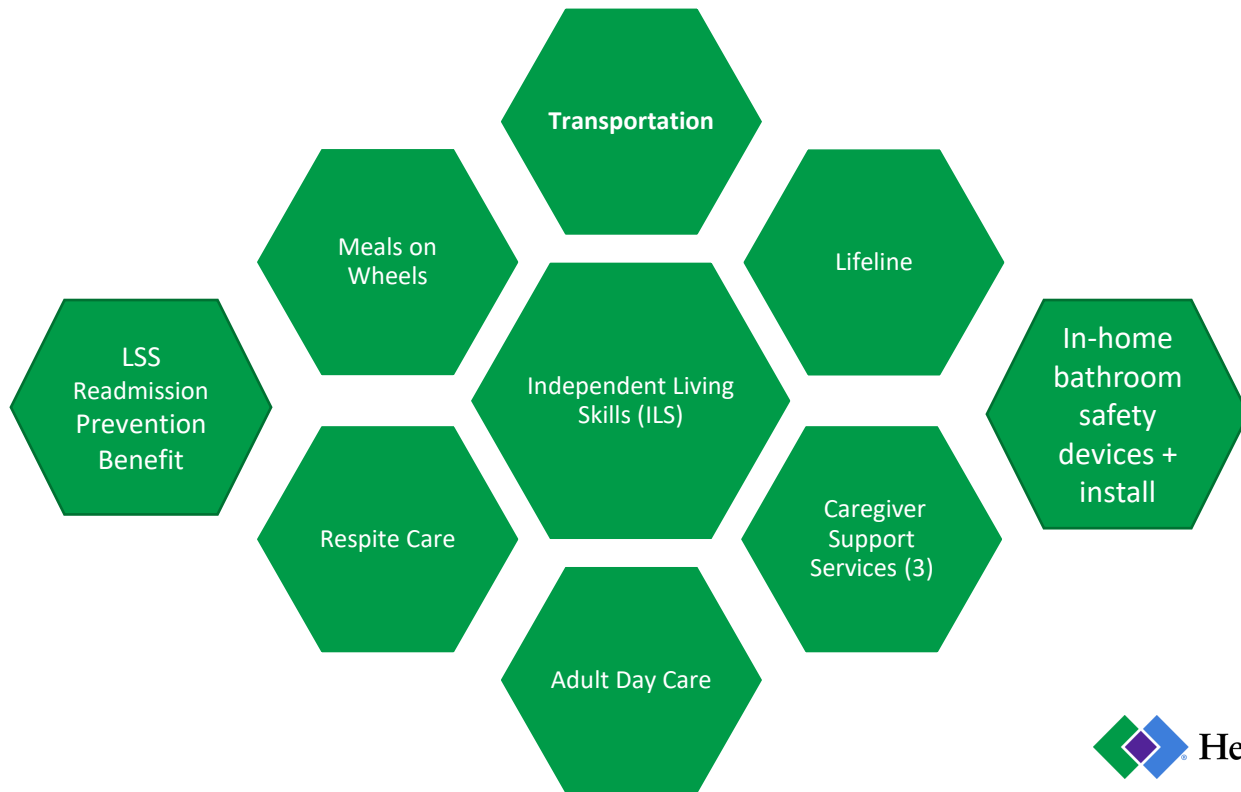 Transportation
Meals on
Wheels
Lifeline
LSS
Readmission
Prevention
Benefit
Independent Living
Skills (ILS)
In-home
bathroom
safety
devices +
install
Respite Care
Caregiver
Support
Services (3)
Adult Day Care
®
He